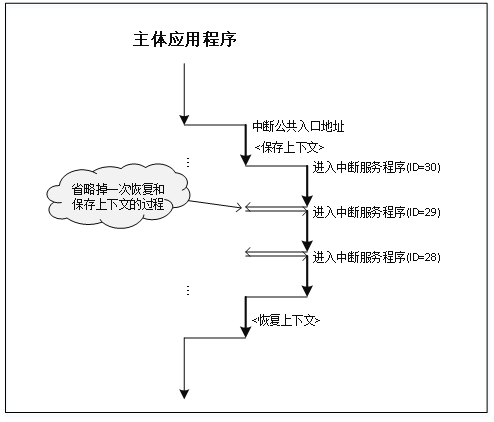 主体应用程序
中断公共入口地址
<保存上下文>
⋮
进入中断服务程序(ID=30)
省略掉一次恢复和
保存上下文的过程
进入中断服务程序(ID=29)
进入中断服务程序(ID=28)
⋮
<恢复上下文>